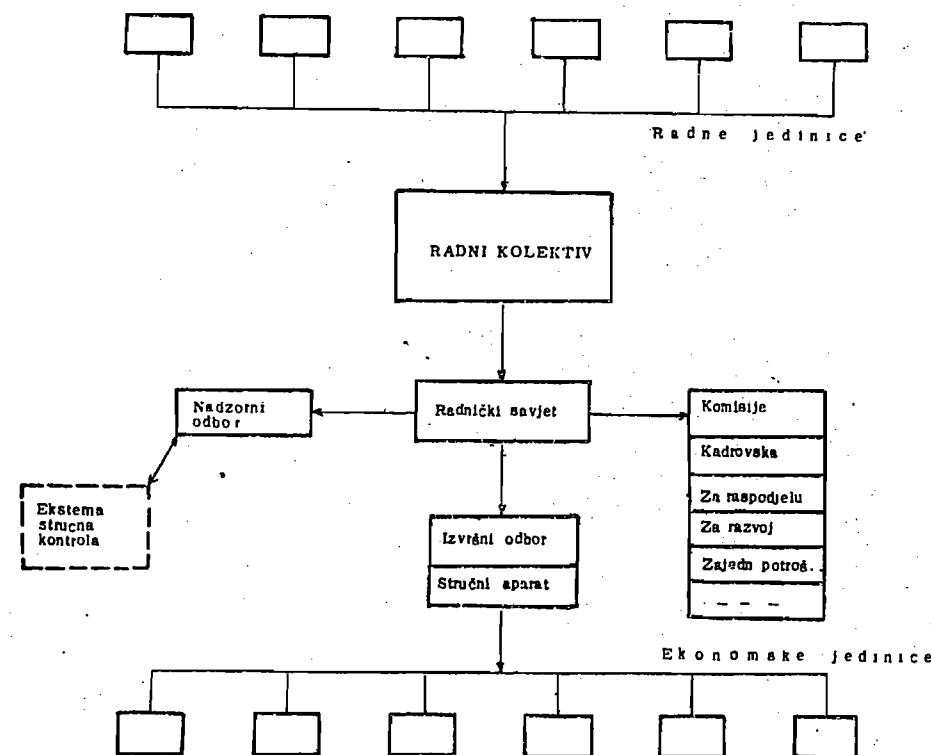 Radne jedinice
RADNI KOLEKTIV
Nadzorni
odbor
Radnički savjet
Komisije
Kadrovska
Za raspodjelu
Za razvoj
Zajedn potroš.
_ _ _
Eksterna
stručna
kontrola
Izvršni odbor
Stručni aparat
Ekonomske jedinice